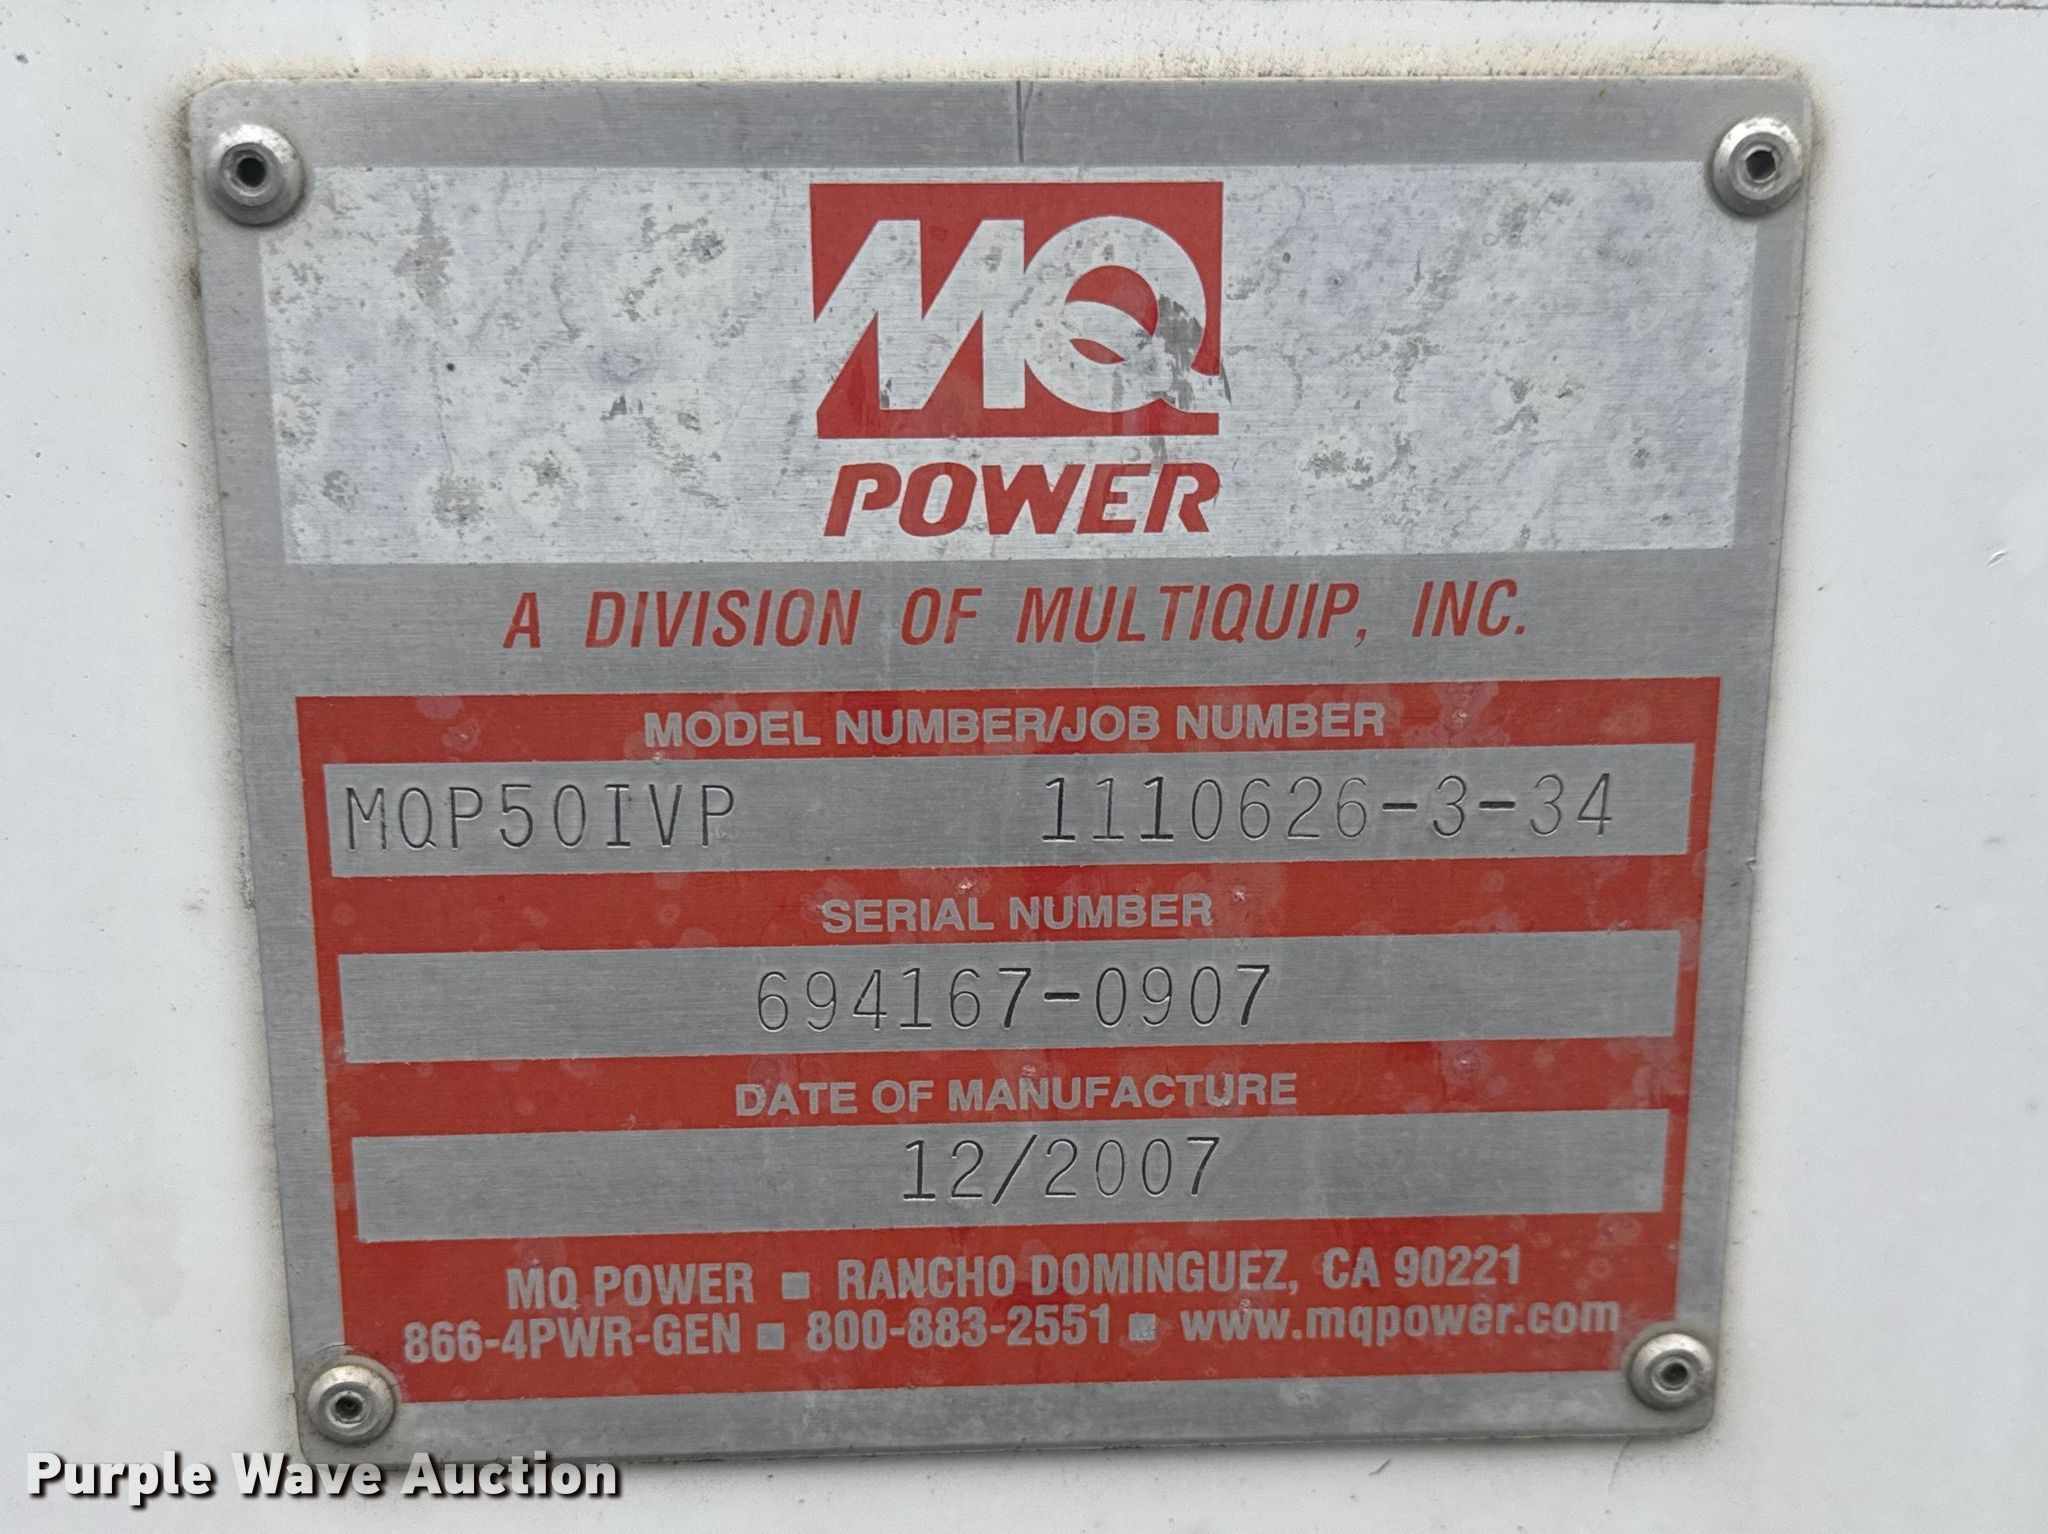 MQ
POWER
A DIVISION OF MULTIQUIP, INC.
MODEL NUMBER/JOB NUMBER
MQP50IVP 1110626-3-34
SERIAL NUMBER
694167-0907
DATE OF MANUFACTURE
12/2007
MQ POWER ■ RANCHO DOMINGUEZ, CA 90221
866-4PWR-GEN ■ 800-883-2551 ■ www.mqpower.com
Purple Wave Auction